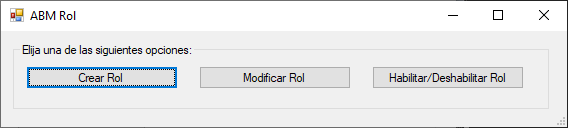 ABM Rol
Elija una de las siguientes opciones:
Crear Rol
Modificar Rol
Habilitar/Deshabilitar Rol